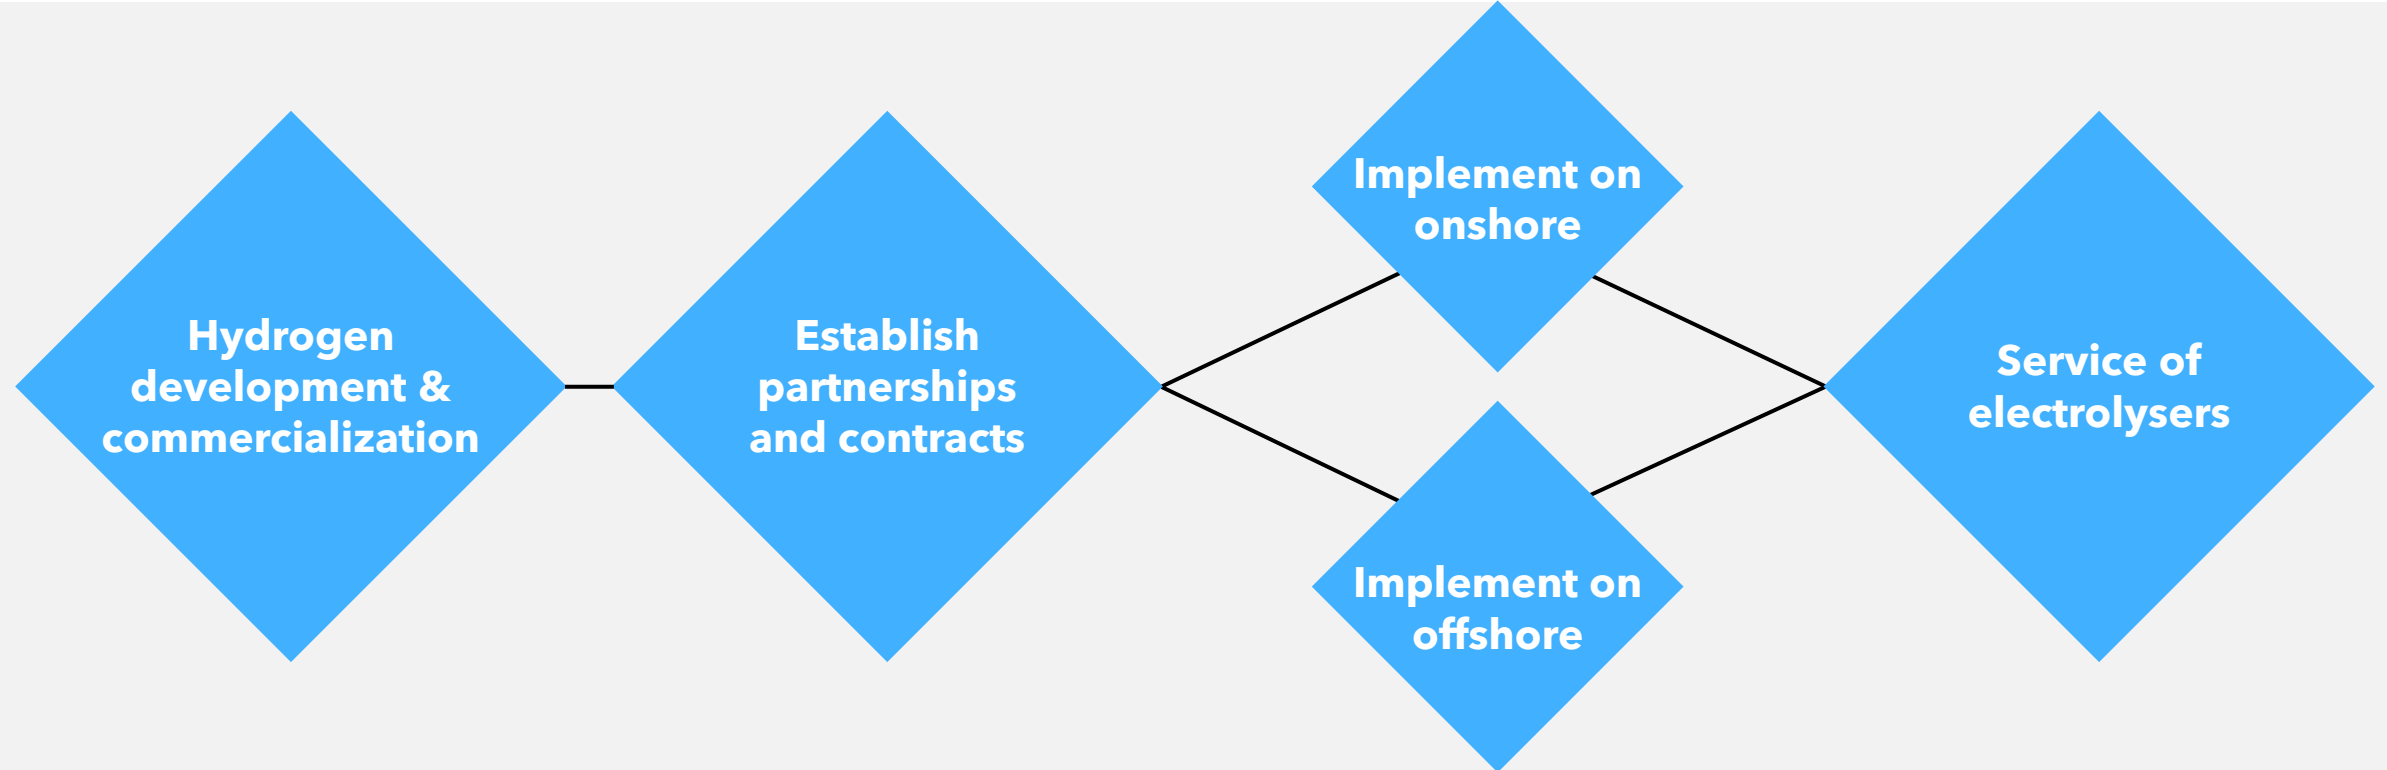 Hydrogen
development &
commercialization
Establish
partnerships
and contracts
Implement on
onshore
Implement on
offshore
Service of
electrolysers